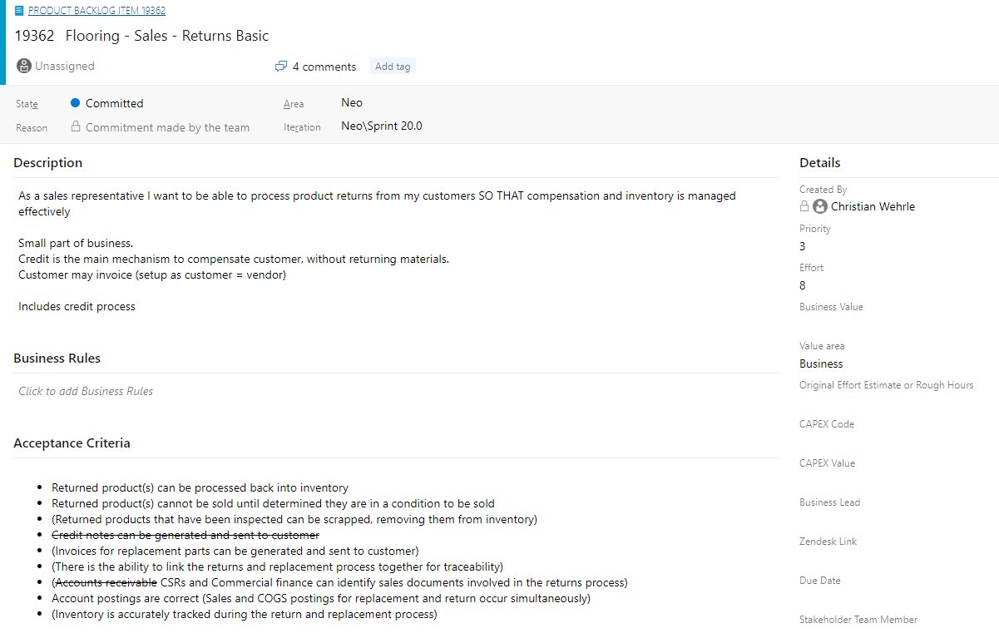 PRODUCT BACKLOG ITEM 19362
19362 Flooring - Sales - Returns Basic
Unassigned
4 comments
Add tag
State
Committed
Area
Neo
Reason
Commitment made by the team
Iteration
Neo\Sprint 20.0
Description
As a sales representative I want to be able to process product returns from my customers SO THAT compensation and inventory is managed
effectively
Small part of business.
Credit is the main mechanism to compensate customer, without returning materials.
Customer may invoice (setup as customer = vendor)
Includes credit process
Business Rules
Click to add Business Rules
Acceptance Criteria
• Returned product(s) can be processed back into inventory
• Returned product(s) cannot be sold until determined they are in a condition to be sold
• (Returned products that have been inspected can be scrapped, removing them from inventory)
• Credit notes can be generated and sent to customer
• (Invoices for replacement parts can be generated and sent to customer)
• (There is the ability to link the returns and replacement process together for traceability)
• (Accounts receivable CSRs and Commercial finance can identify sales documents involved in the returns process)
• Account postings are correct (Sales and COGS postings for replacement and return occur simultaneously)
• (Inventory is accurately tracked during the return and replacement process)
Details
Created By
Christian Wehrle
Priority
3
Effort
8
Business Value
Value area
Business
Original Effort Estimate or Rough Hours
CAPEX Code
CAPEX Value
Business Lead
Zendesk Link
Due Date
Stakeholder Team Member